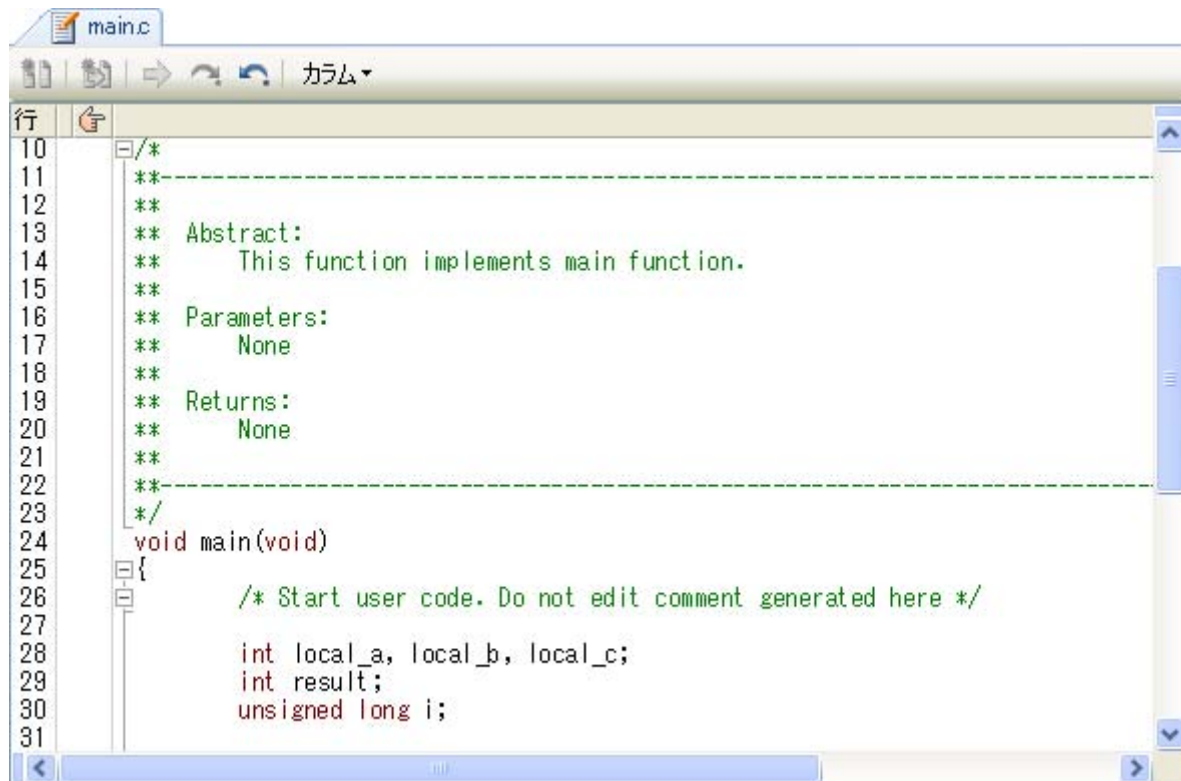 main.c
カラム
行
10 /*
11 **-----------------------------------------------------------------------------
12 **
13 ** Abstract:
14 ** This function implements main function.
15 **
16 ** Parameters:
17 ** None
18 **
19 ** Returns:
20 ** None
21 **
22 **-----------------------------------------------------------------------------
23 */
24 void main(void)
25 {
26 /* Start user code. Do not edit comment generated here */
27
28 int local_a, local_b, local_c;
29 int result;
30 unsigned long i;
31